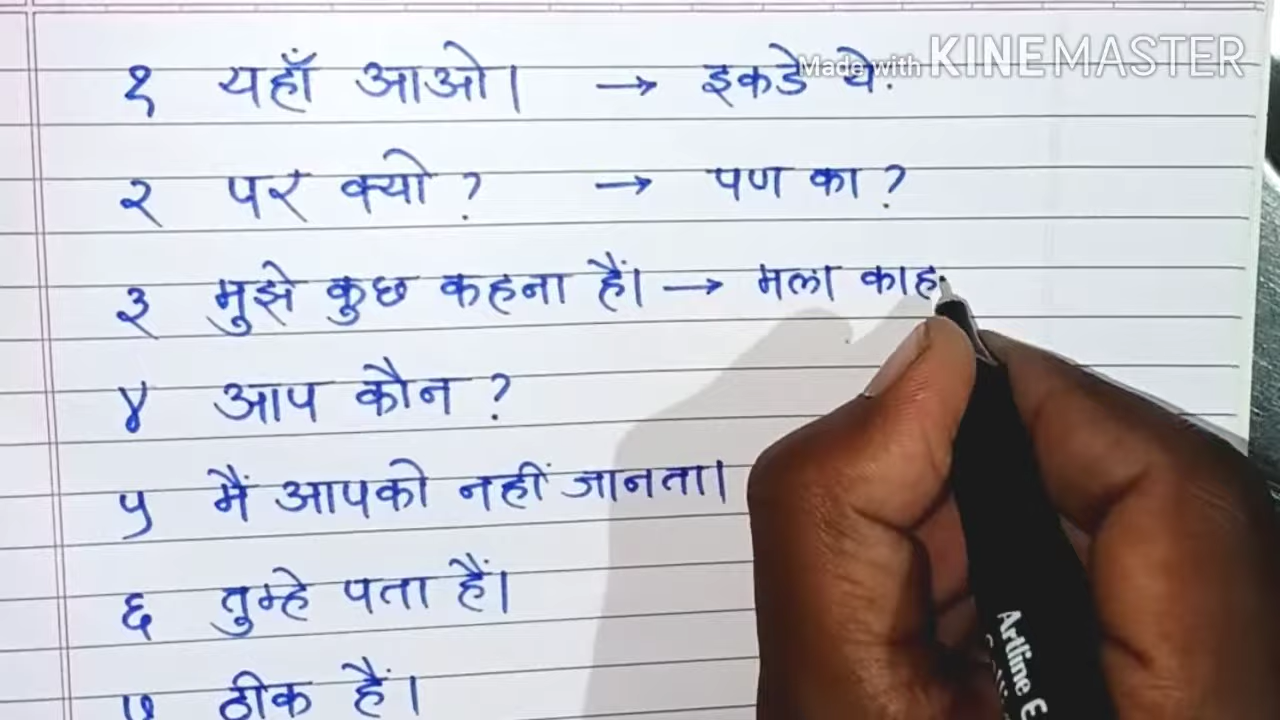 Made with KINEMASTER
१ यहाँ आओ। → इकडे ये.
२ पर क्यो? → पण का?
३ मुझे कुछ कहना हैं। → मला काह
४ आप कौन?
५ मैं आपको नहीं जानता।
६ तुम्हे पता हैं।
७ ठीक हैं।
Artline E